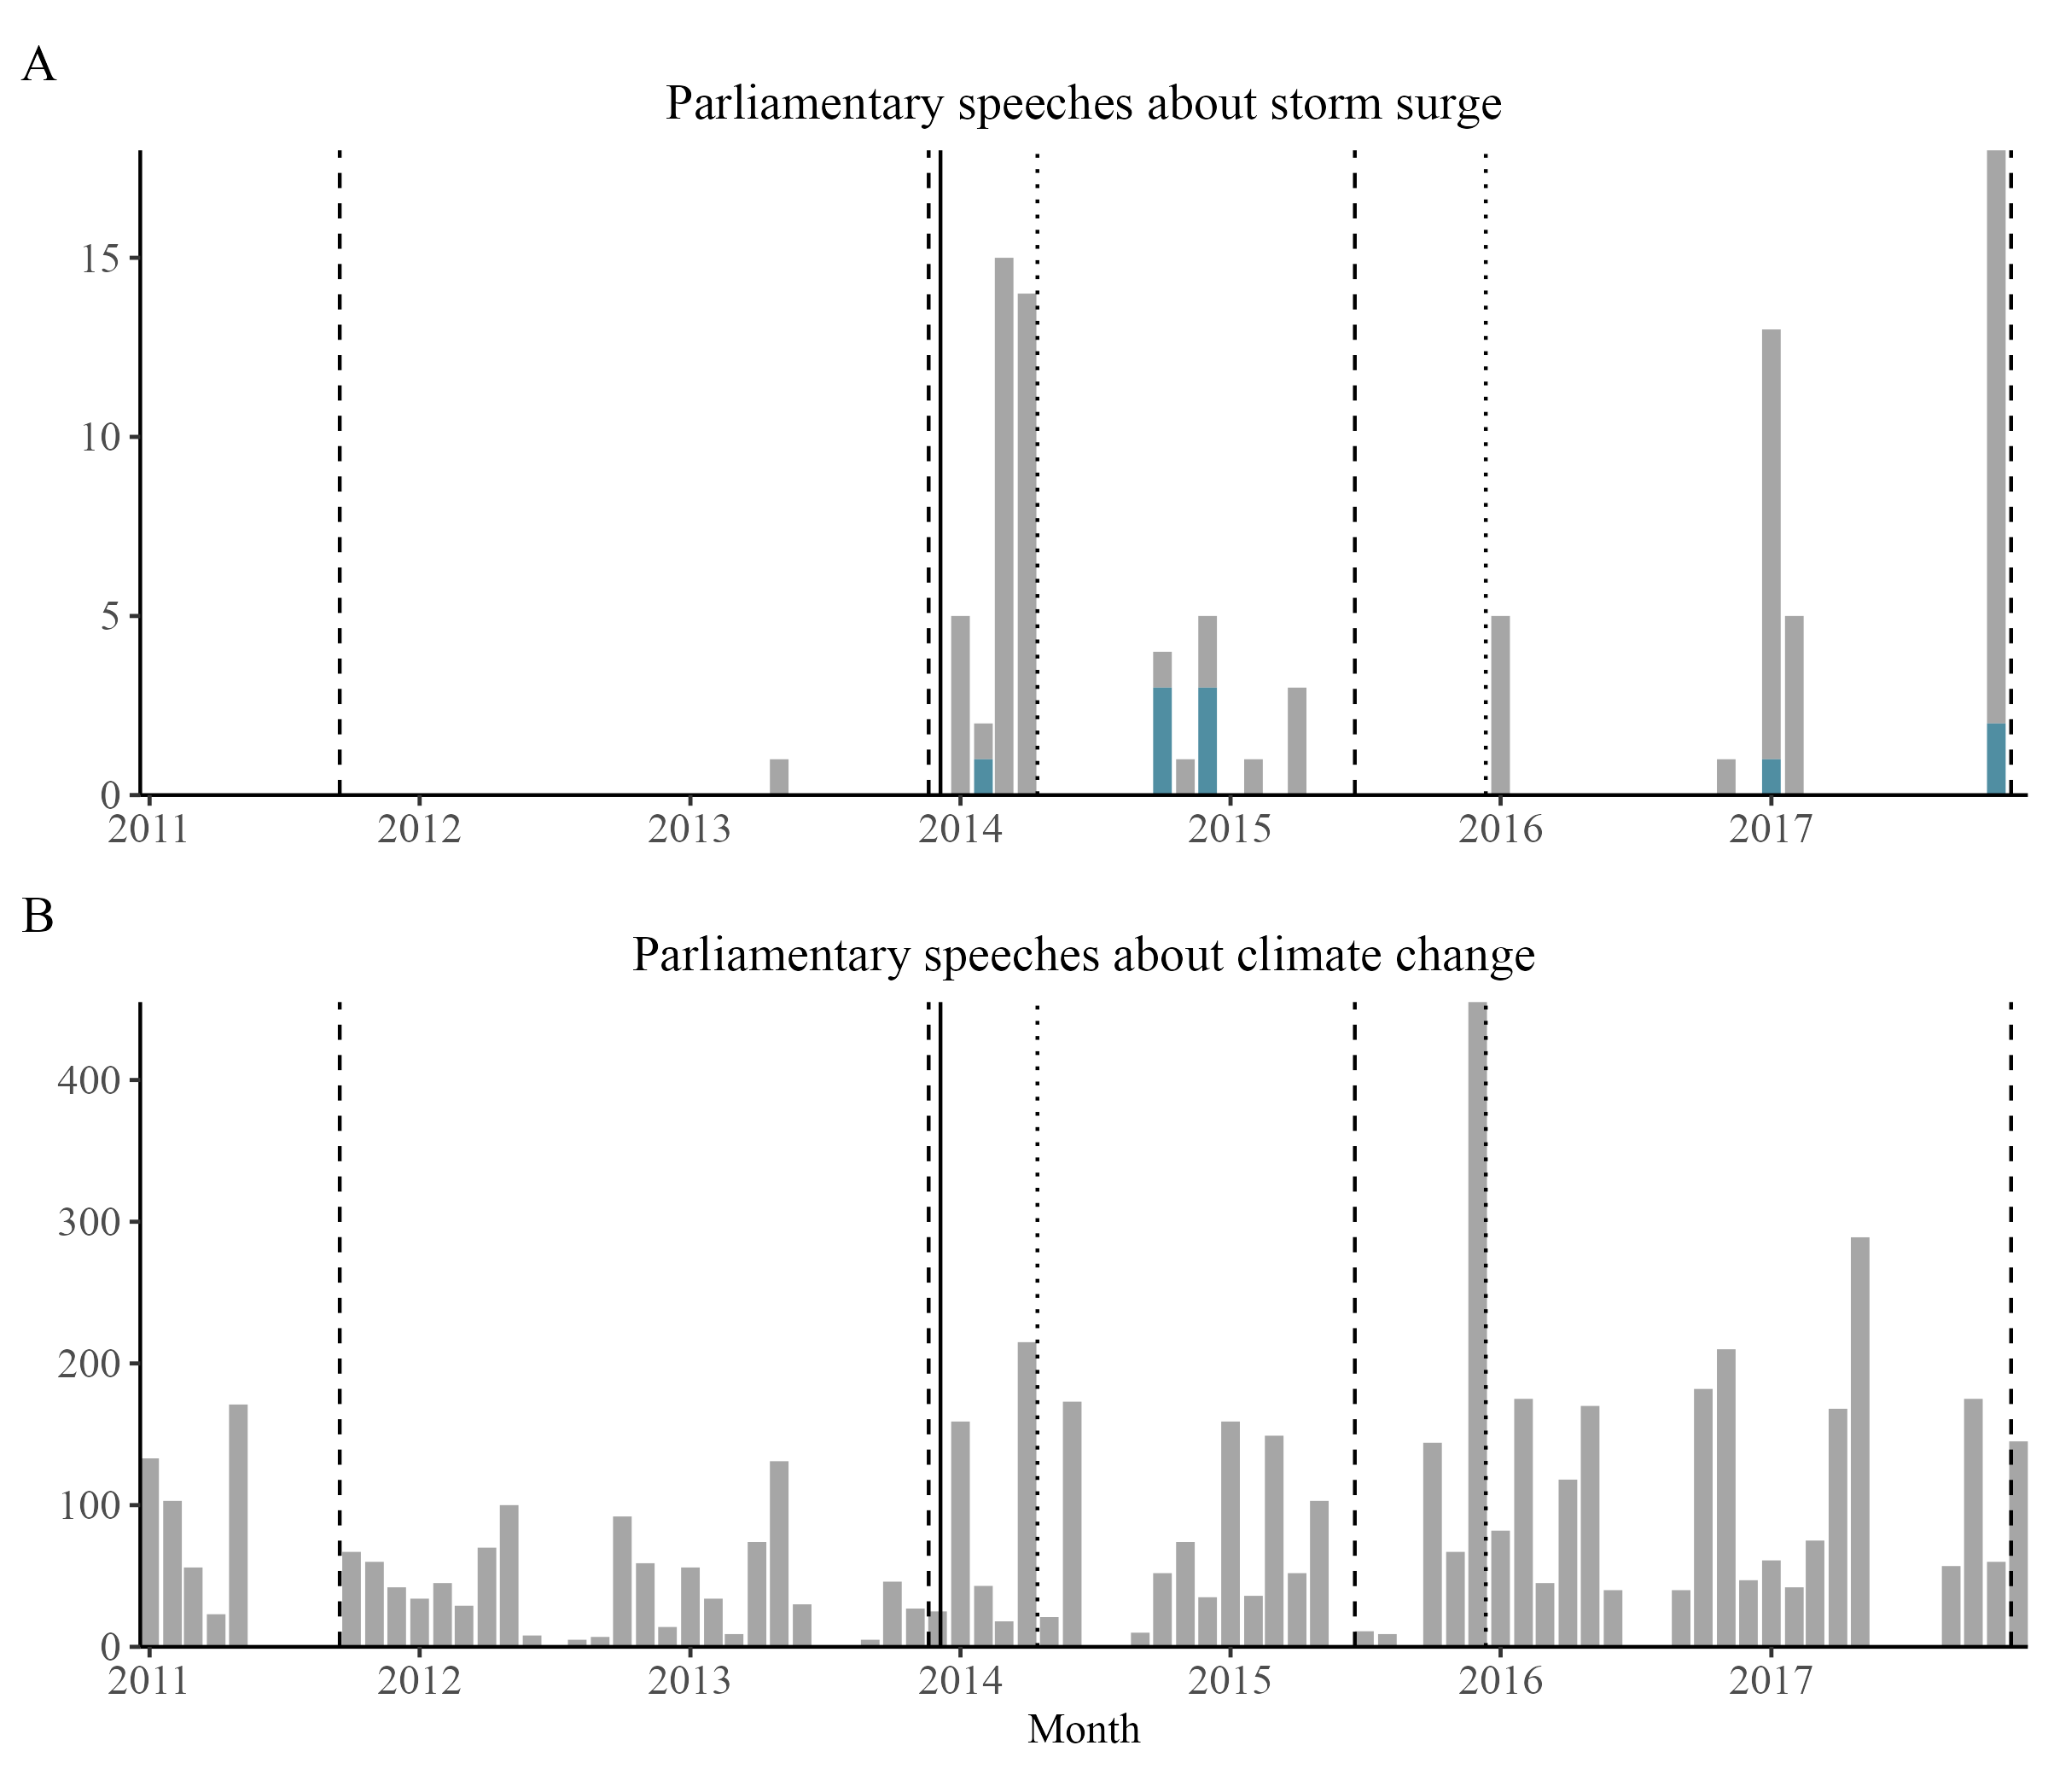 A
Parliamentary speeches about storm surge
15
10
5
0
2011 2012 2013 2014 2015 2016 2017
B
Parliamentary speeches about climate change
400
300
200
100
0
2011 2012 2013 2014 2015 2016 2017
Month